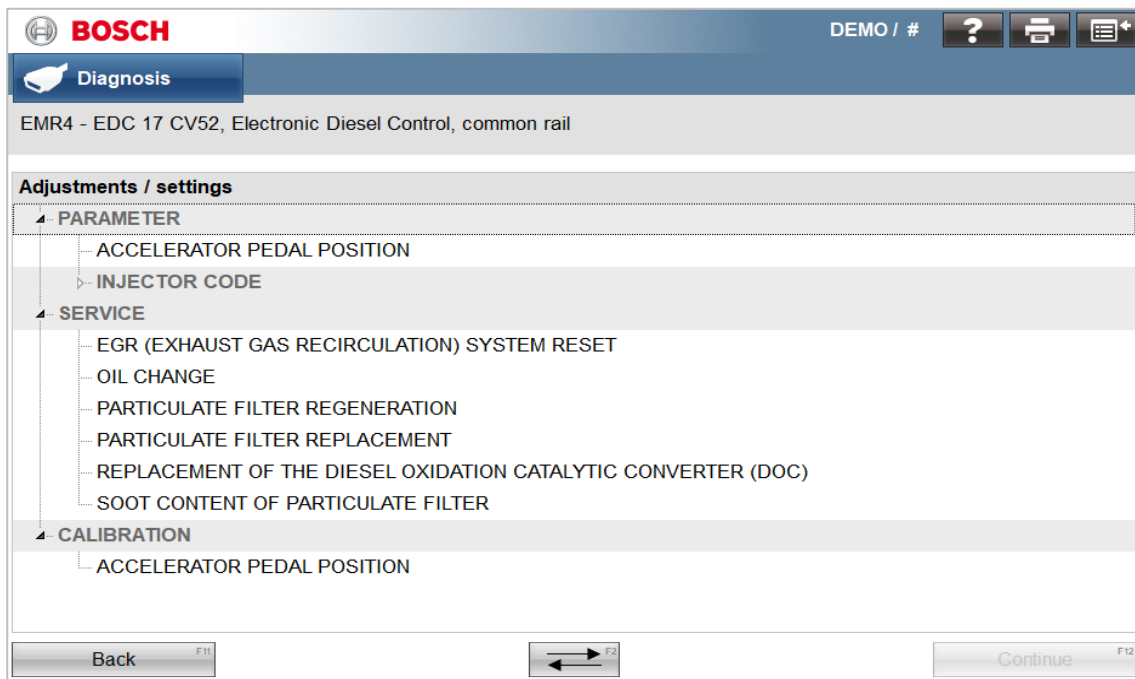 BOSCH
DEMO / #
?
Diagnosis
EMR4 - EDC 17 CV52, Electronic Diesel Control, common rail
Adjustments / settings
PARAMETER
ACCELERATOR PEDAL POSITION
INJECTOR CODE
SERVICE
EGR (EXHAUST GAS RECIRCULATION) SYSTEM RESET
OIL CHANGE
PARTICULATE FILTER REGENERATION
PARTICULATE FILTER REPLACEMENT
REPLACEMENT OF THE DIESEL OXIDATION CATALYTIC CONVERTER (DOC)
SOOT CONTENT OF PARTICULATE FILTER
CALIBRATION
ACCELERATOR PEDAL POSITION
Back F11
F2
Continue F12